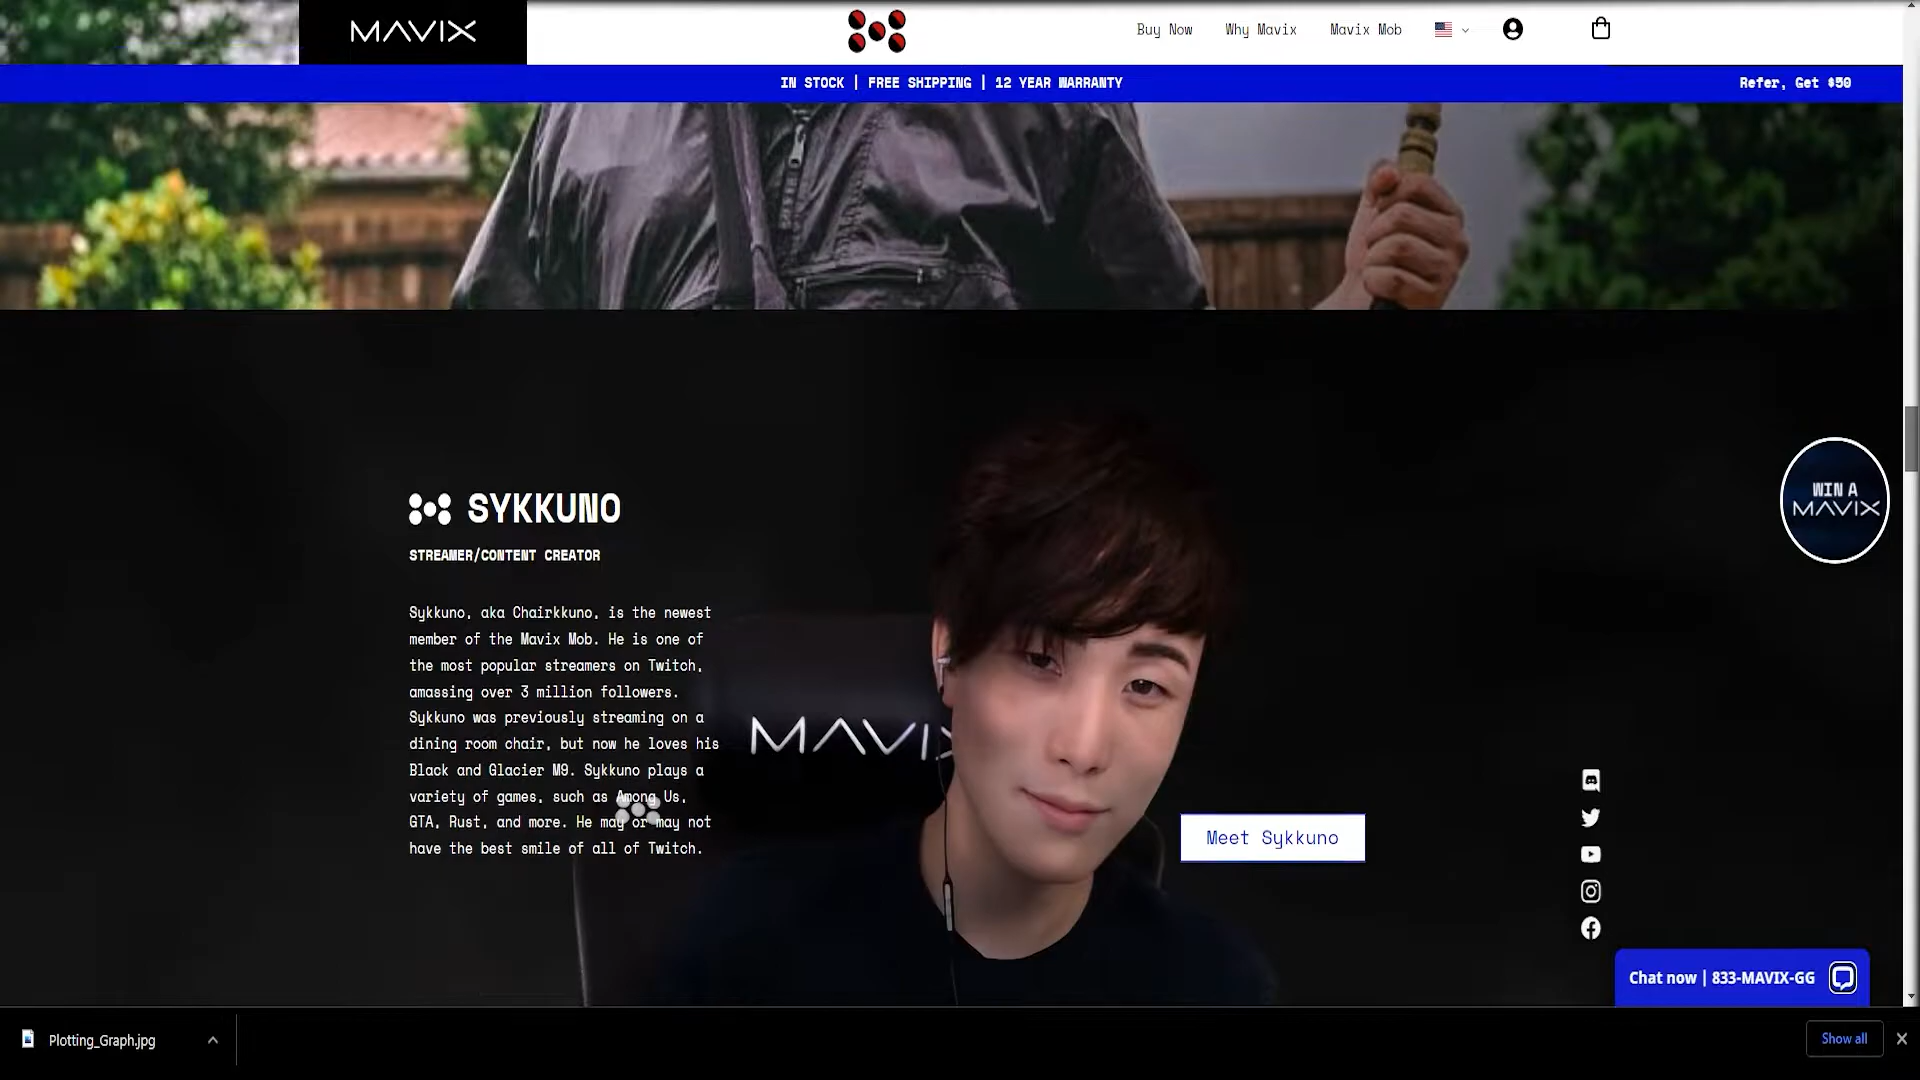 MAVIX
Buy Now
Why Mavix
Mavix Mob
IN STOCK | FREE SHIPPING | 12 YEAR WARRANTY
Refer, Get $50
WIN A
MAVIX
SYKKUNO
STREAMER/CONTENT CREATOR
Sykkuno, aka Chairkkuno, is the newest
member of the Mavix Mob. He is one of
the most popular streamers on Twitch,
amassing over 3 million followers.
Sykkuno was previously streaming on a
dining room chair, but now he loves his
Black and Glacier M9. Sykkuno plays a
variety of games, such as Among Us,
GTA, Rust, and more. He may or may not
have the best smile of all of Twitch.
MAVIX
Meet Sykkuno
Chat now | 833-MAVIX-GG
Plotting_Graph.jpg
Show all